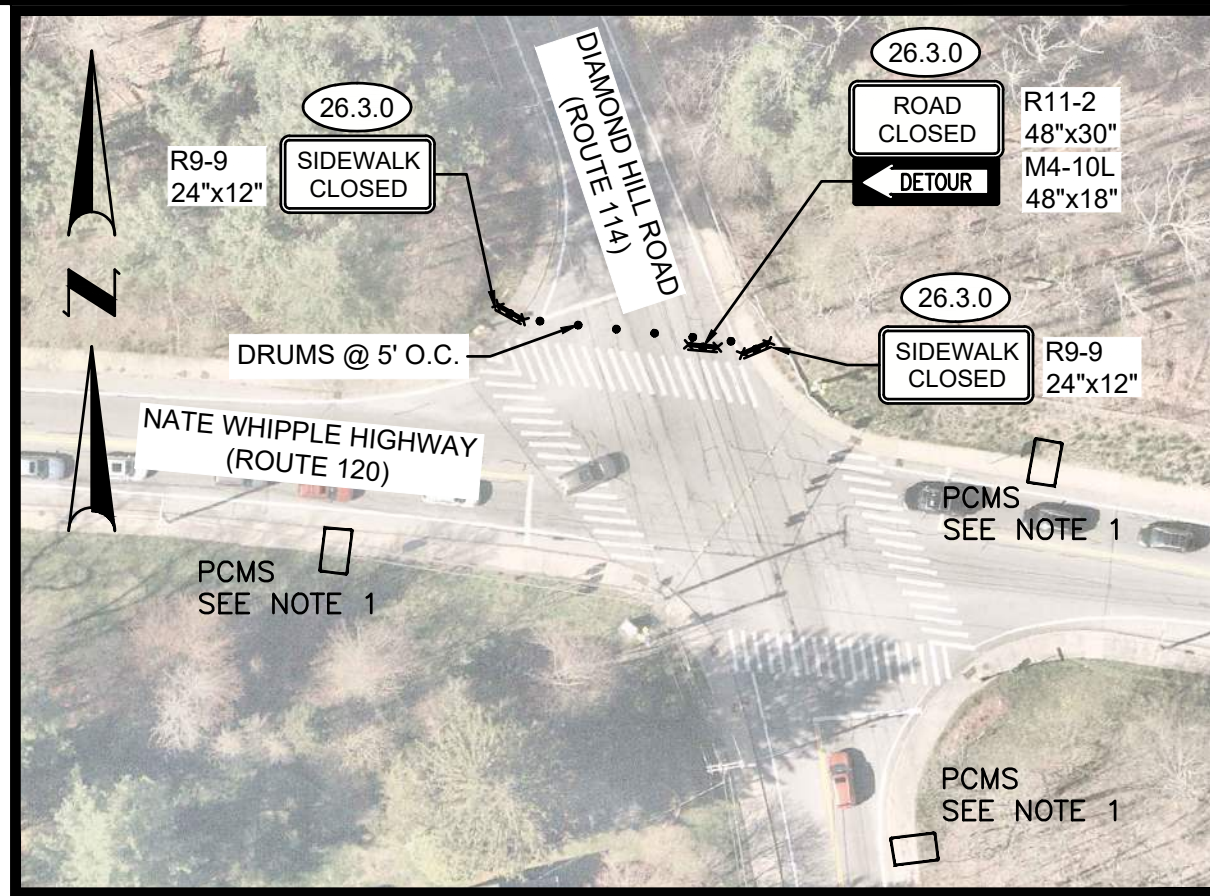 26.3.0
SIDEWALK
CLOSED
R9-9
24"x12"
DIAMOND HILL ROAD
(ROUTE 114)
26.3.0
ROAD
CLOSED
DETOUR
R11-2
48"x30"
M4-10L
48"x18"
N
DRUMS @ 5' O.C.
26.3.0
SIDEWALK
CLOSED
R9-9
24"x12"
NATE WHIPPLE HIGHWAY
(ROUTE 120)
PCMS
SEE NOTE 1
PCMS
SEE NOTE 1
PCMS
SEE NOTE 1